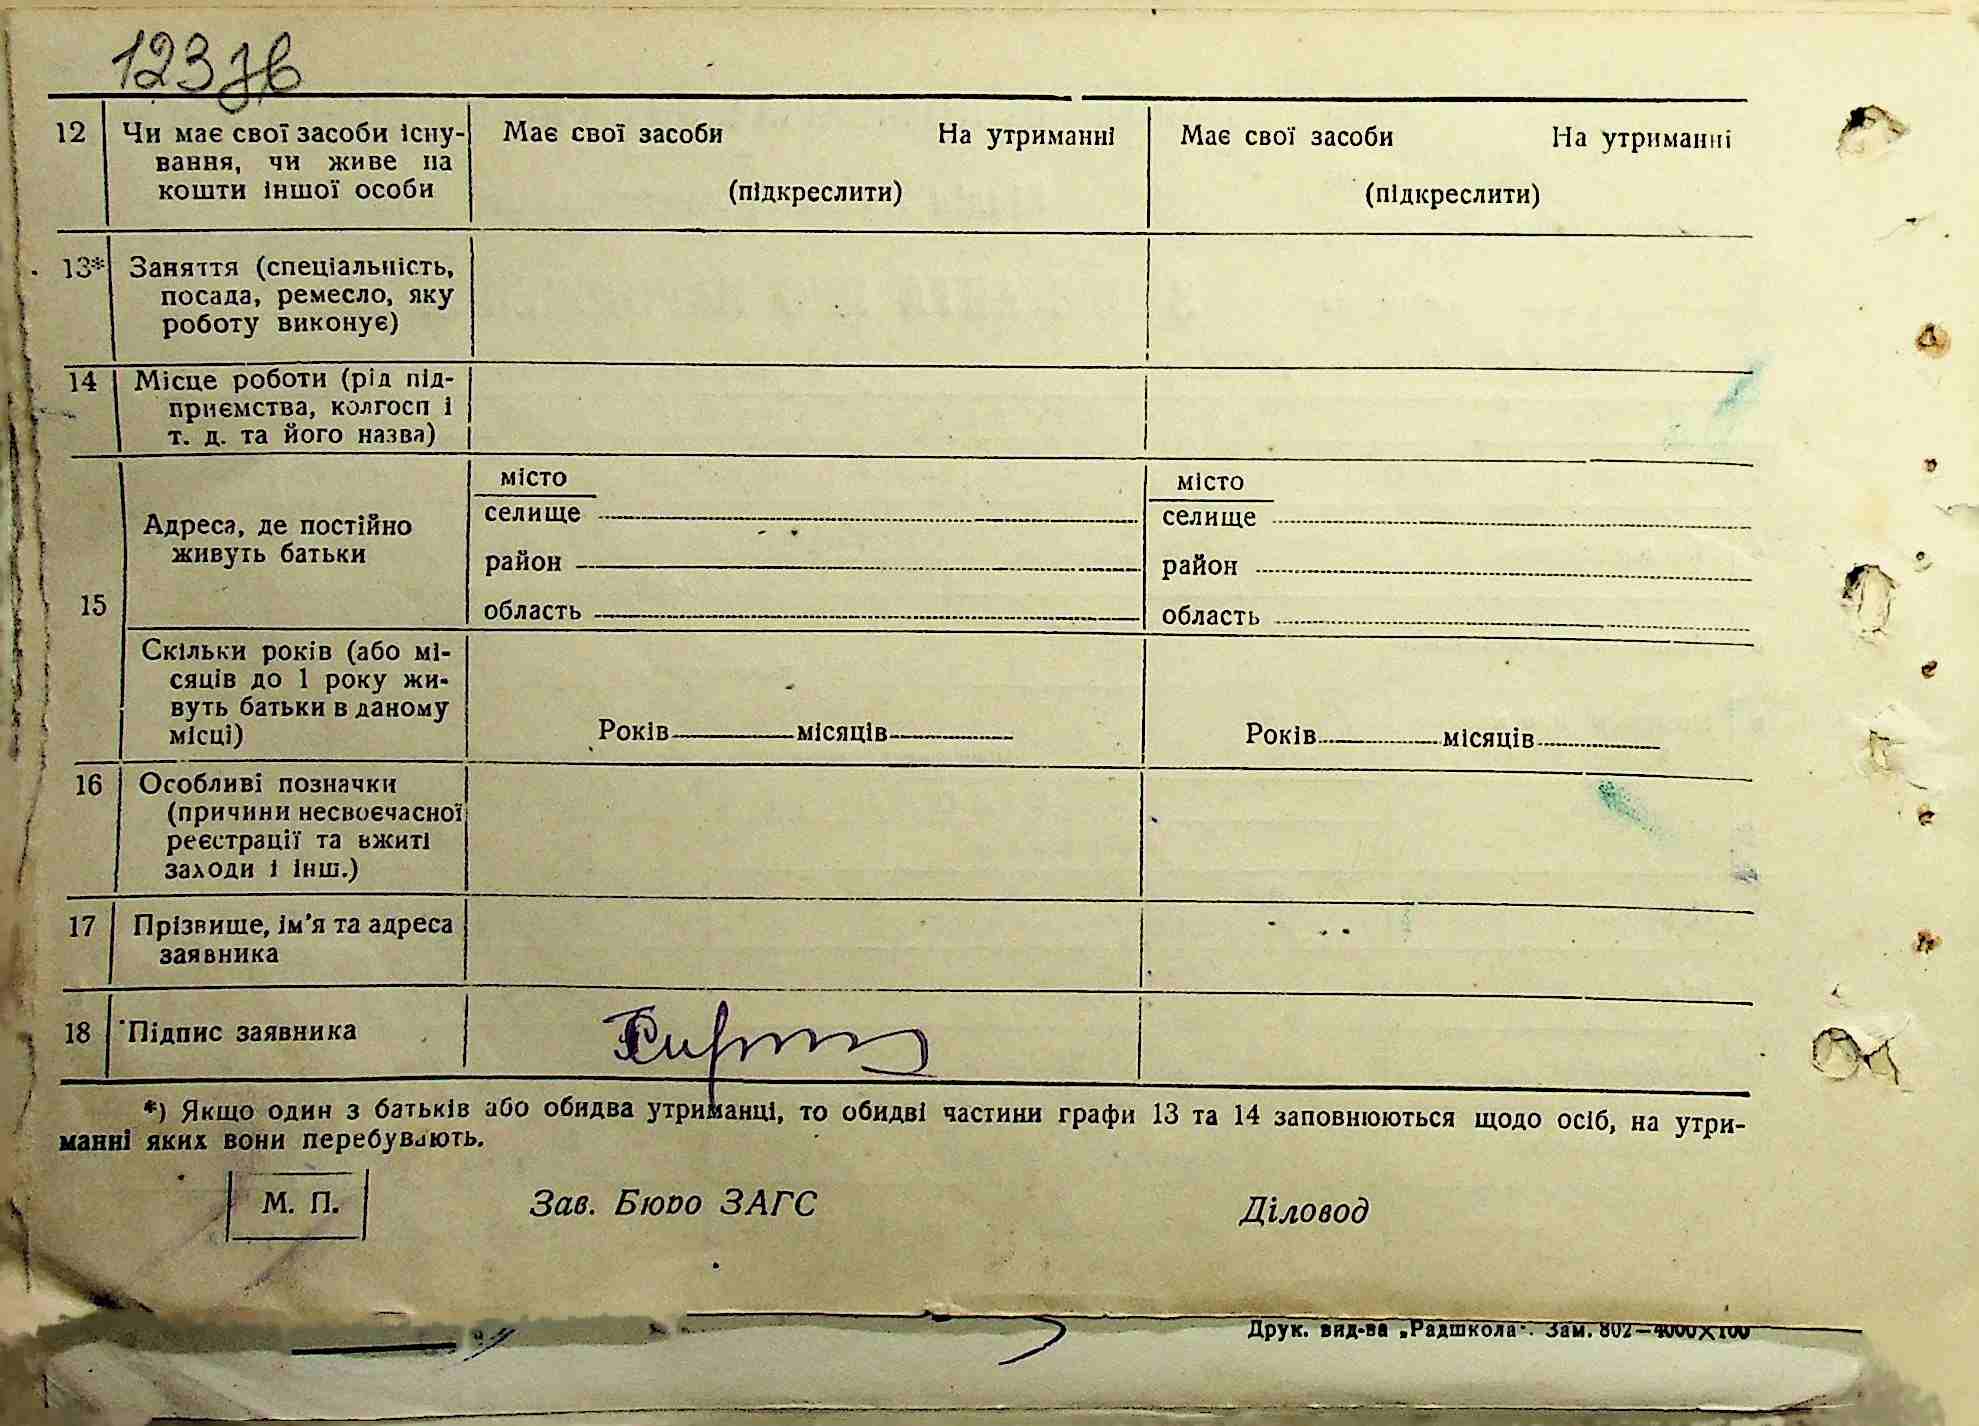 123 зв
12 Чи має свої засоби існу- Має свої засоби На утриманні Має свої засоби На утриманні
вання, чи живе на
кошти іншої особи (підкреслити) (підкреслити)
13* Заняття (спеціальність,
посада, ремесло, яку
роботу виконує)
14 Місце роботи (рід під-
приємства, колгосп і
т. д. та його назва)
15
Адреса, де постійно
живуть батьки
місто місто
селище селище
район район
область область
Скільки років (або мі-
сяців до 1 року жи-
вуть батьки в даному
місці)
Років місяців Років місяців
16 Особливі позначки
(причини несвоєчасної
реєстрації та вжиті
заходи і інш.)
17 Прізвище, ім'я та адреса
заявника
18 Підпис заявника
*) Якщо один з батьків або обидва утриманці, то обидві частини графи 13 та 14 заповнюються щодо осіб, на утри-
манні яких вони перебувають.
М. П. Зав. Бюро ЗАГС Діловод
Друк. вид-ва „Радшкола". Зам. 802—4000×100